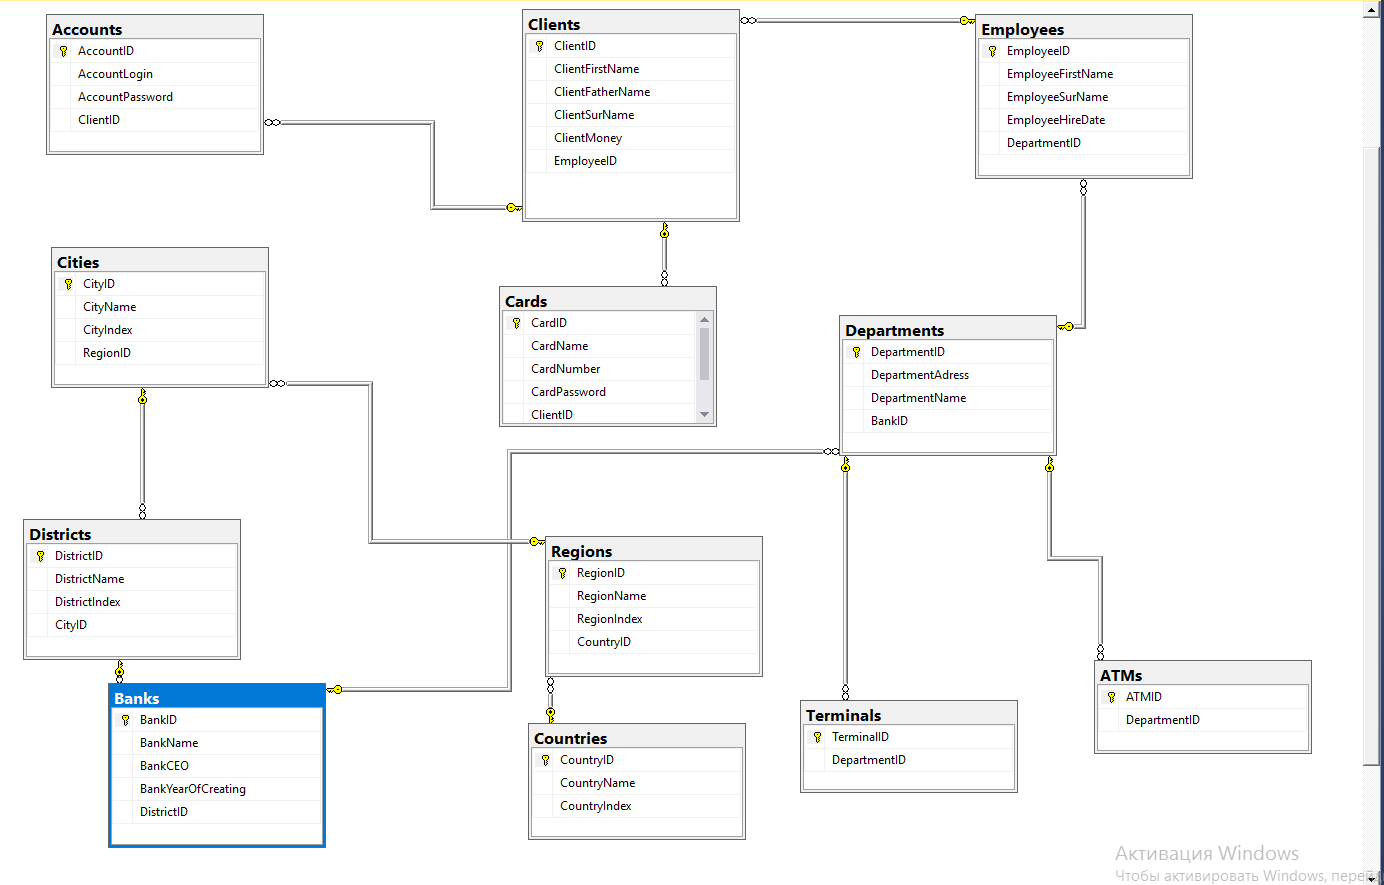 Accounts
AccountID
AccountLogin
AccountPassword
ClientID
Clients
ClientID
ClientFirstName
ClientFatherName
ClientSurName
ClientMoney
EmployeeID
Employees
EmployeeID
EmployeeFirstName
EmployeeSurName
EmployeeHireDate
DepartmentID
Cities
CityID
CityName
CityIndex
RegionID
Cards
CardID
CardName
CardNumber
CardPassword
ClientID
Departments
DepartmentID
DepartmentAdress
DepartmentName
BankID
Districts
DistrictID
DistrictName
DistrictIndex
CityID
Regions
RegionID
RegionName
RegionIndex
CountryID
Banks
BankID
BankName
BankCEO
BankYearOfCreating
DistrictID
Countries
CountryID
CountryName
CountryIndex
Terminals
TerminalID
DepartmentID
ATMs
ATMID
DepartmentID
Активация Windows
Чтобы активировать Windows,